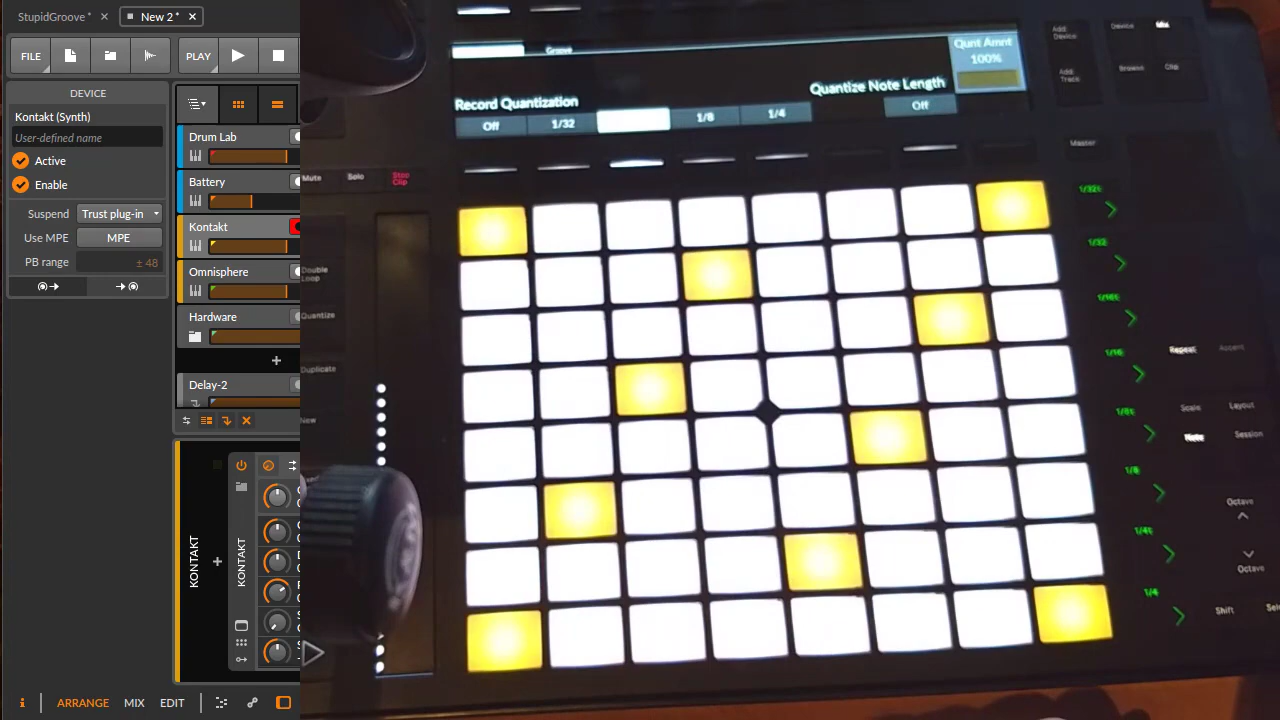 StupidGroove *
New 2 *
FILE
PLAY
DEVICE
Kontakt (Synth)
User-defined name
Active
Enable
Suspend
Trust plug-in
Use MPE
MPE
PB range
± 48
Drum Lab
Battery
Kontakt
Omnisphere
Hardware
+
Delay-2
KONTAKT
+
KONTAKT
i
ARRANGE
MIX
EDIT
Groove
Qunt Amnt
100%
Record Quantization
Quantize Note Length
Off
1/32
1/8
1/4
Off
Add
Device
Add
Track
Device
Mix
Browse
Clip
Mute
Solo
Stop
Clip
Master
Double
Loop
Quantize
Duplicate
New
1/32t
1/32
1/16t
1/16
1/8t
1/8
1/4t
1/4
Repeat
Accent
Scale
Layout
Note
Session
Octave
Octave
Shift